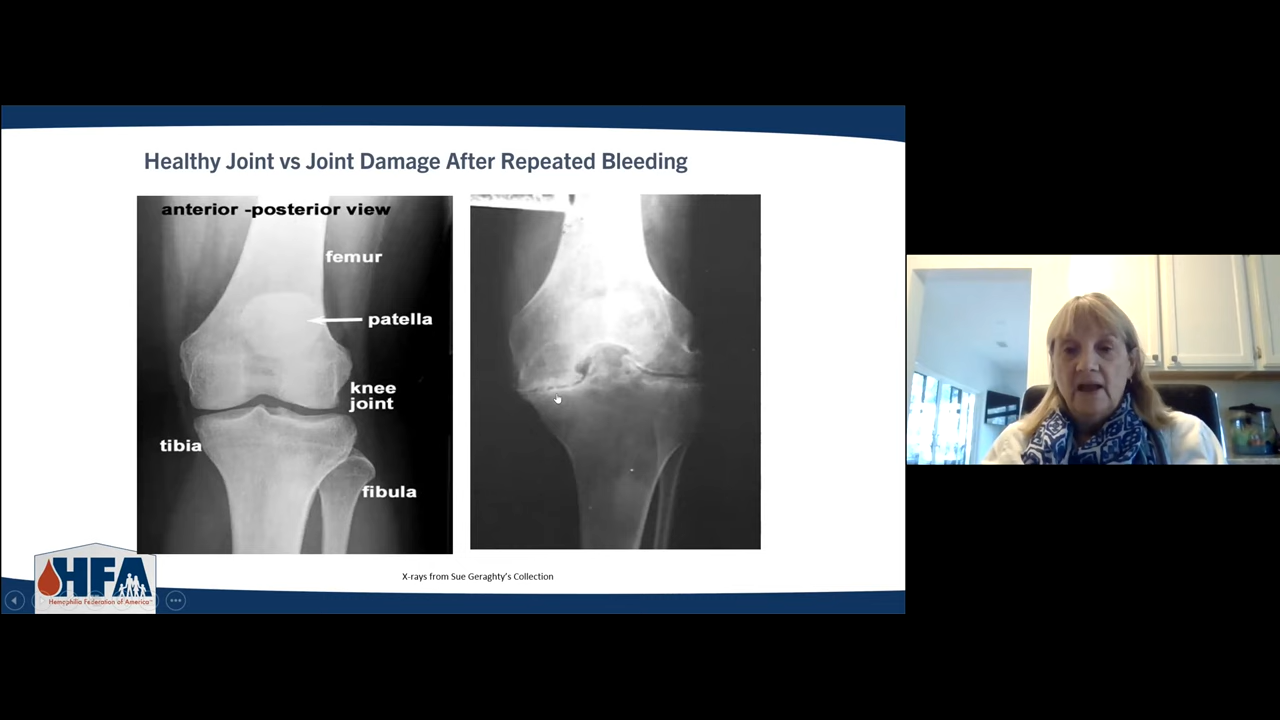 Healthy Joint vs Joint Damage After Repeated Bleeding
anterior -posterior view
femur
patella
knee
joint
tibia
fibula
X-rays from Sue Geraghty's Collection
HFA
Hemophilia Federation of America